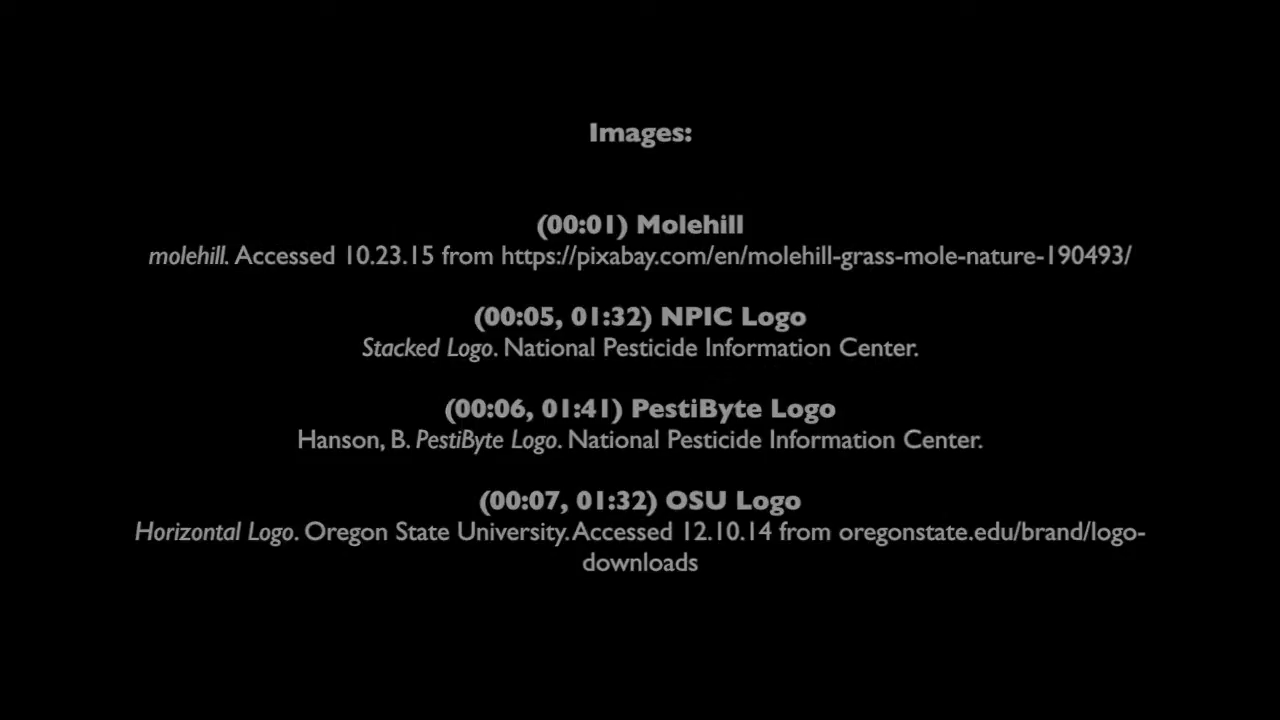 Images:
(00:01) Molehill
molehill. Accessed 10.23.15 from https://pixabay.com/en/molehill-grass-mole-nature-190493/
(00:05, 01:32) NPIC Logo
Stacked Logo. National Pesticide Information Center.
(00:06, 01:41) PestiByte Logo
Hanson, B. PestiByte Logo. National Pesticide Information Center.
(00:07, 01:32) OSU Logo
Horizontal Logo. Oregon State University. Accessed 12.10.14 from oregonstate.edu/brand/logo-
downloads